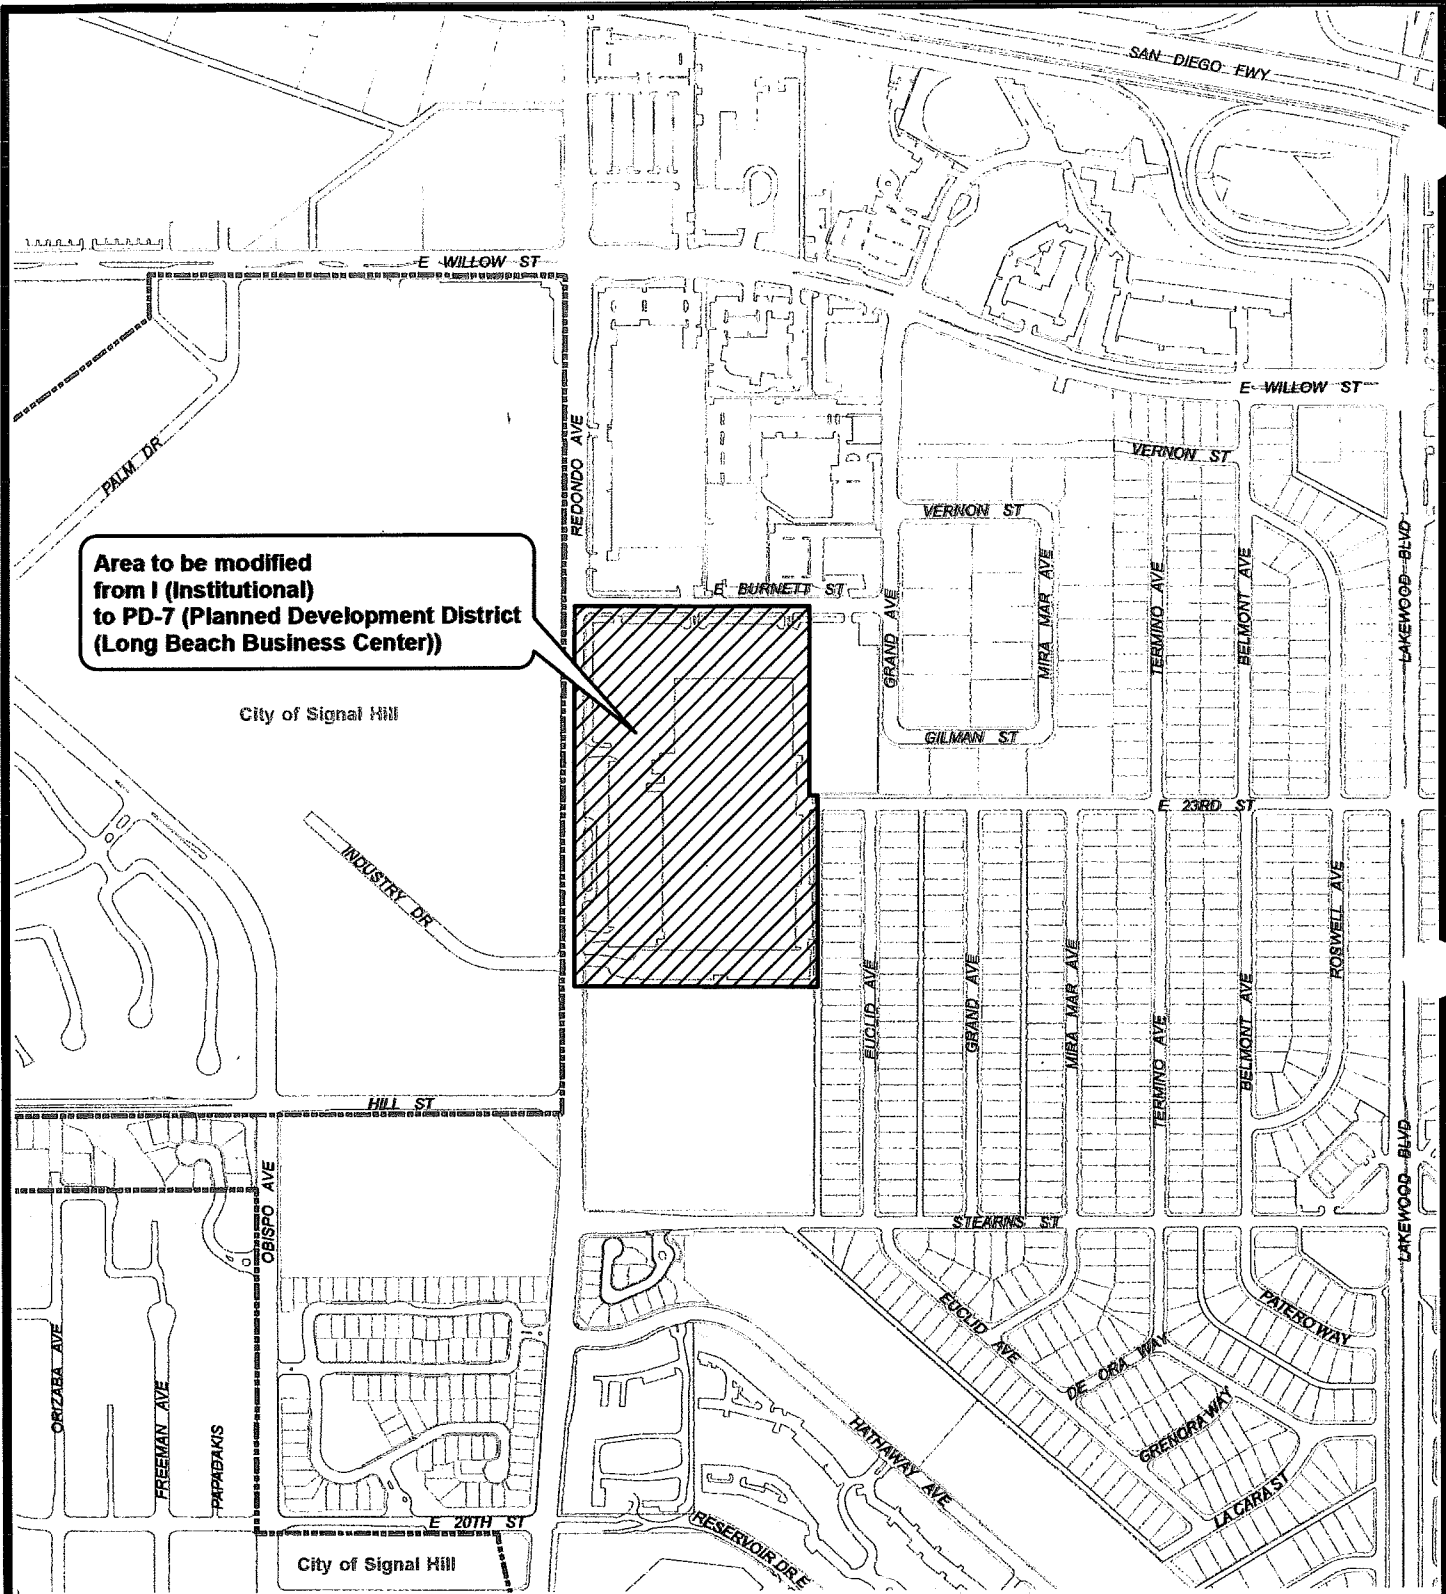 SAN DIEGO FWY
E WILLOW ST
E WILLOW ST
PALM DR
REDONDO AVE
VERNON ST
VERNON ST
LAKEWOOD BLVD
Area to be modified
from I (Institutional)
to PD-7 (Planned Development District
(Long Beach Business Center))
E BURNETT ST
GRAND AVE
MIRA MAR AVE
TERMINO AVE
BELMONT AVE
City of Signal Hill
GILMAN ST
E 23RD ST
INDUSTRY DR
ROSWELL AVE
EUCLID AVE
GRAND AVE
MIRA MAR AVE
TERMINO AVE
BELMONT AVE
HILL ST
OBISPO AVE
LAKEWOOD BLVD
STEARNS ST
EUCLID AVE
PATERO WAY
DE ORA WAY
ORIZABA AVE
FREEMAN AVE
PAPADAKIS
GRENORA WAY
HATHAWAY AVE
LA CARA ST
E 20TH ST
RESERVOIR DR E
City of Signal Hill